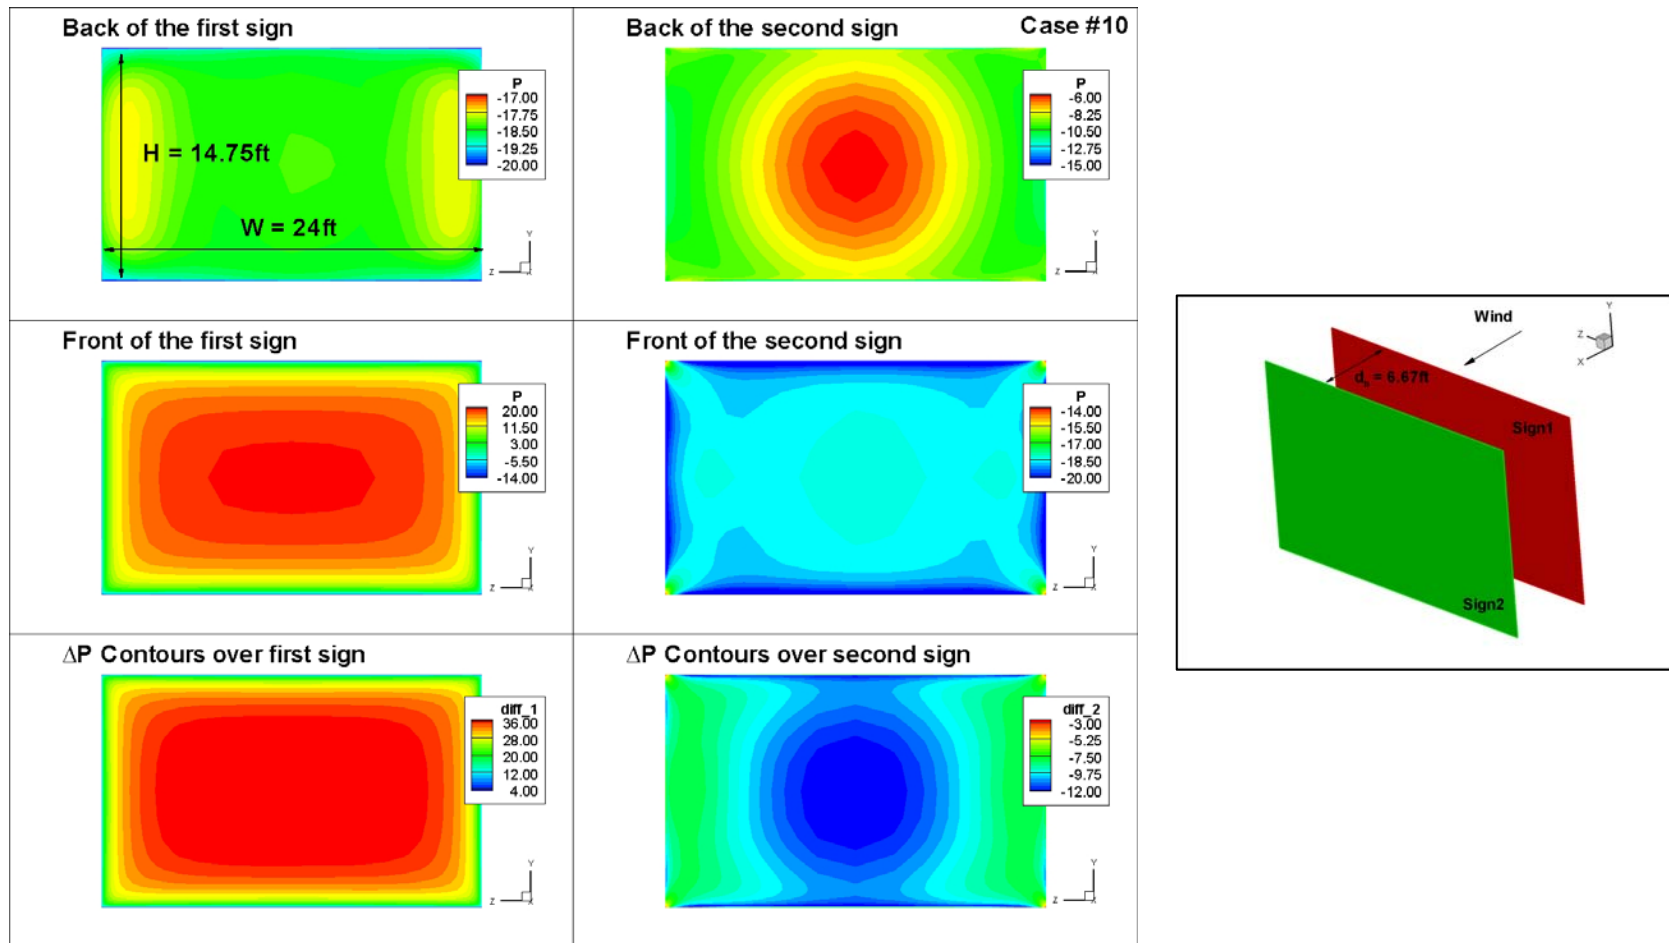 Back of the first sign
P
-17.00
-17.75
-18.50
-19.25
-20.00
H = 14.75ft
W = 24ft
Y
Z
X
Back of the second sign
Case #10
P
-6.00
-8.25
-10.50
-12.75
-15.00
Y
Z
X
Front of the first sign
P
20.00
11.50
3.00
-5.50
-14.00
Y
Z
X
Front of the second sign
P
-14.00
-15.50
-17.00
-18.50
-20.00
Y
Z
X
ΔP Contours over first sign
diff_1
36.00
28.00
20.00
12.00
4.00
Y
Z
X
ΔP Contours over second sign
diff_2
-3.00
-5.25
-7.50
-9.75
-12.00
Y
Z
X
Wind
Y
Z
X
= 6.67ft
Sign1
Sign2